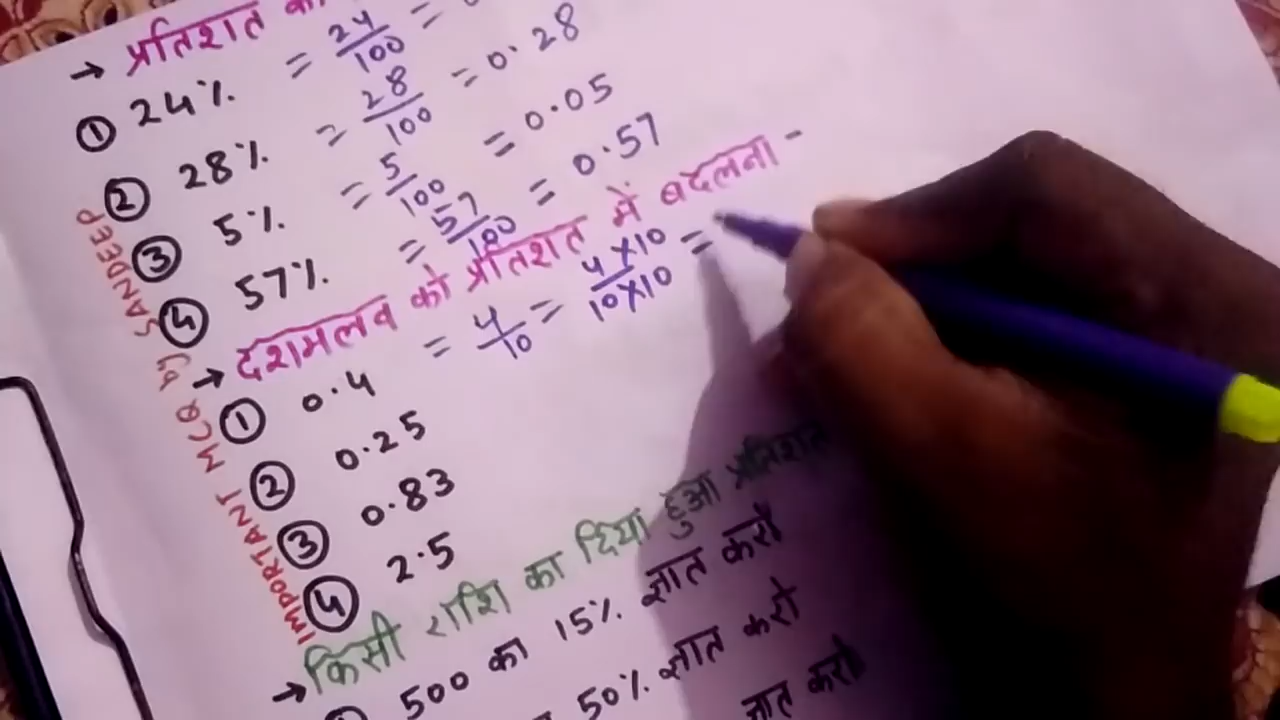 → प्रतिशत को
① 24% = 24/100 =
② 28% = 28/100 = 0.28
③ 5% = 5/100 = 0.05
④ 57% = 57/100 = 0.57
→ दशमलव को प्रतिशत में बदलना -
① 0.4 = 4/10 = 4×10/10×10 =
② 0.25
③ 0.83
④ 2.5
→ किसी राशि का दिया हुआ प्रतिशत
① 500 का 15% ज्ञात करो
50% ज्ञात करो
ज्ञात करो
IMPORTANT MCQ by SANDEEP